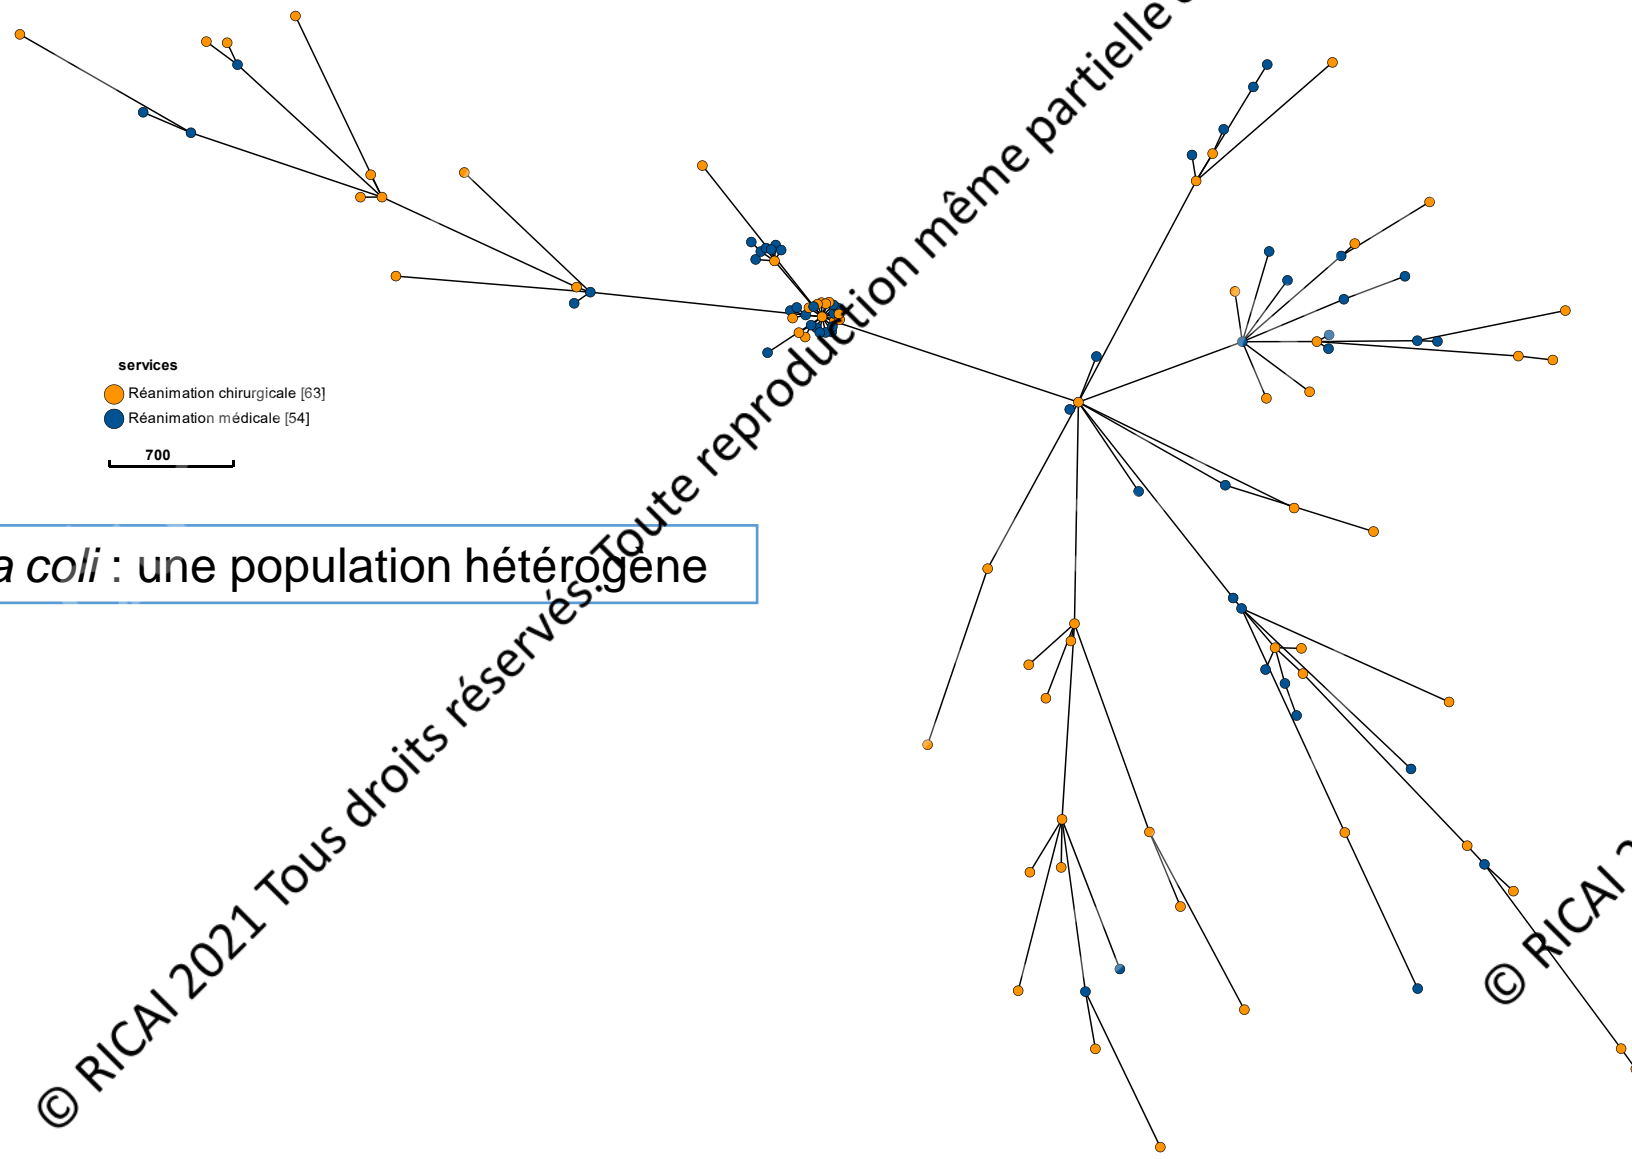 services
Réanimation chirurgicale [63]
Réanimation médicale [54]
700
a coli : une population hétérogène
© RICAI 2021 Tous droits réservés. Toute reproduction même partielle
© RICAI